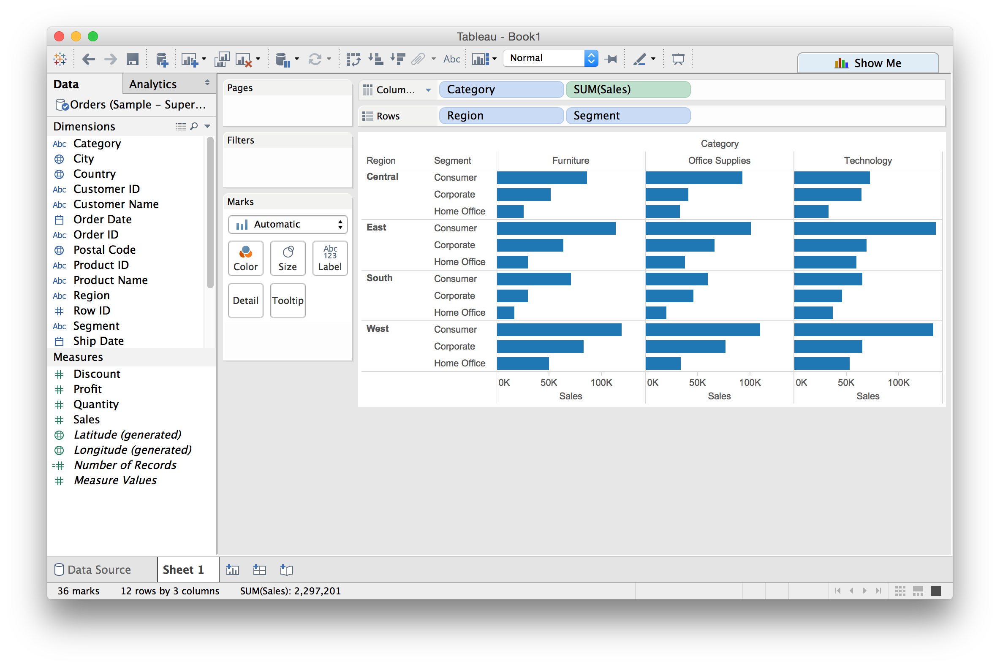 Tableau - Book1
Abc
Normal
Show Me
Data
Analytics
Orders (Sample – Super...
Dimensions
Abc Category
City
Country
Abc Customer ID
Abc Customer Name
Order Date
Abc Order ID
Postal Code
Abc Product ID
Abc Product Name
Abc Region
Row ID
Abc Segment
Ship Date
Measures
Discount
Profit
Quantity
Sales
Latitude (generated)
Longitude (generated)
Number of Records
Measure Values
Pages
Filters
Marks
Automatic
Color
Size
Abc
123
Label
Detail
Tooltip
Colum... Category SUM(Sales)
Rows Region Segment
Category
Region Segment Furniture Office Supplies Technology
Central Consumer
Corporate
Home Office
East Consumer
Corporate
Home Office
South Consumer
Corporate
Home Office
West Consumer
Corporate
Home Office
0K 50K 100K 0K 50K 100K 0K 50K 100K
Sales Sales Sales
Data Source Sheet 1
36 marks 12 rows by 3 columns SUM(Sales): 2,297,201